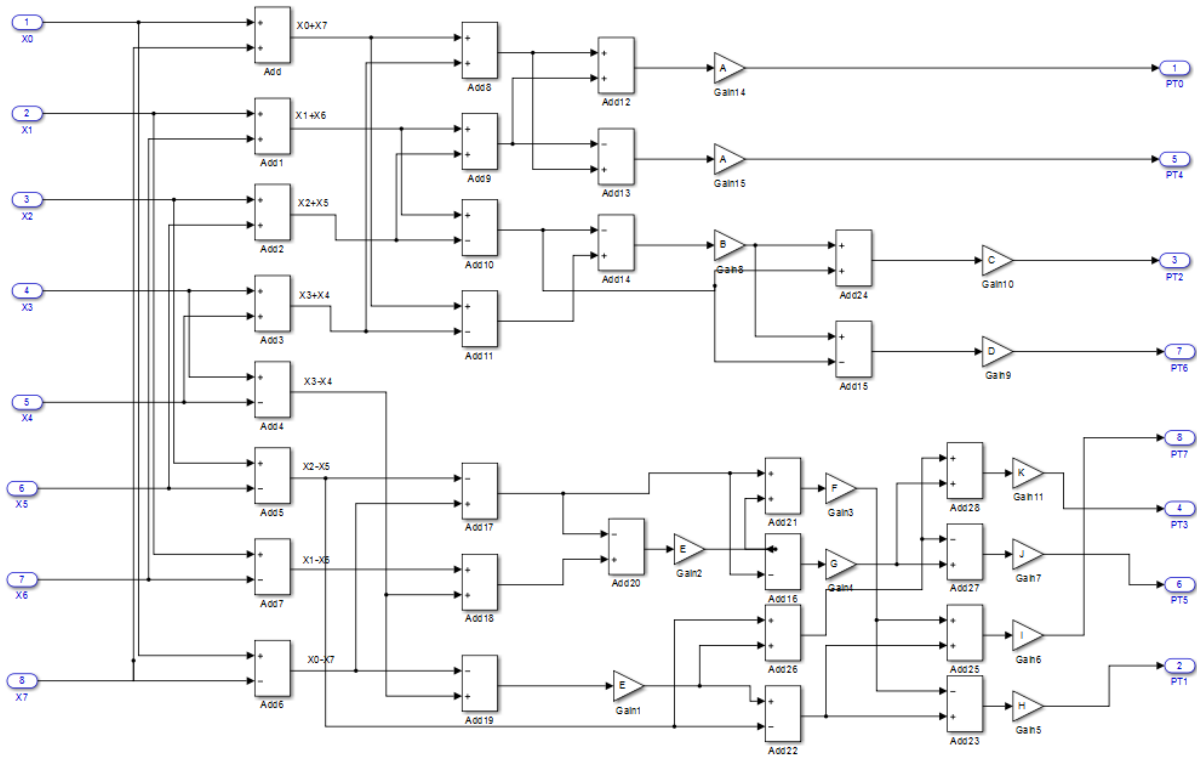 1
X0
+
+
Add
X0+X7
+
+
Add8
+
+
Add12
A
Gain14
1
PT0
2
X1
+
+
Add1
X1+X6
+
+
Add9
−
+
Add13
A
Gain15
5
PT4
3
X2
+
+
Add2
X2+X5
+
−
Add10
−
+
Add14
B
Gain8
+
+
Add24
C
Gain10
3
PT2
4
X3
+
+
Add3
X3+X4
+
−
Add11
+
−
Add15
D
Gain9
7
PT6
5
X4
+
−
Add4
X3-X4
6
X5
+
−
Add5
X2-X5
−
+
Add17
+
+
Add21
F
Gain3
+
+
Add28
K
Gain11
8
PT7
4
PT3
7
X6
+
−
Add7
X1-X5
+
+
Add18
−
+
Add20
E
Gain2
−
Add16
G
Gain4
−
+
Add27
J
Gain7
6
PT5
8
X7
+
−
Add6
X0-X7
−
+
Add19
E
Gain1
+
+
Add26
+
−
Add22
+
+
Add25
I
Gain6
−
+
Add23
H
Gain5
2
PT1